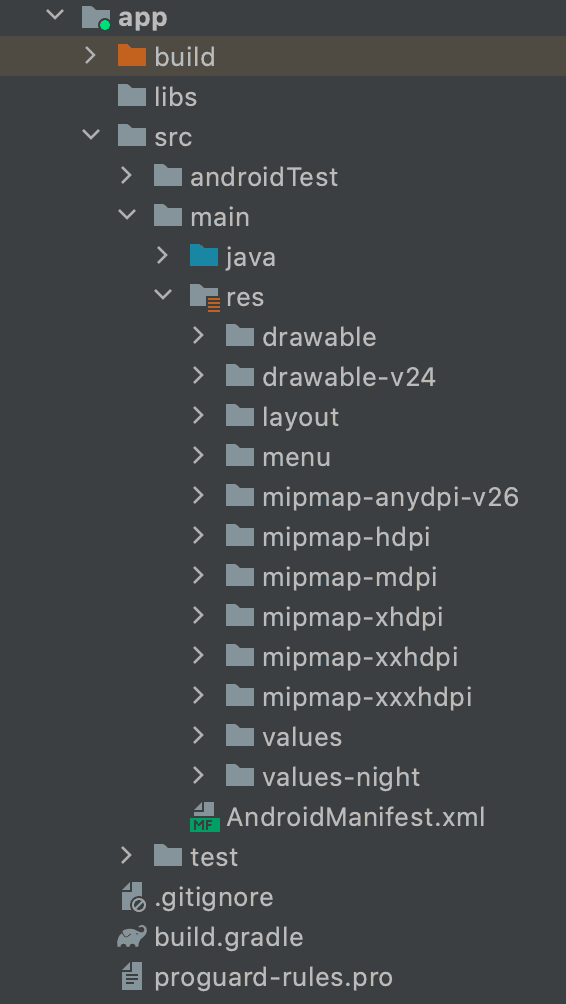 app
build
libs
src
androidTest
main
java
res
drawable
drawable-v24
layout
menu
mipmap-anydpi-v26
mipmap-hdpi
mipmap-mdpi
mipmap-xhdpi
mipmap-xxhdpi
mipmap-xxxhdpi
values
values-night
MF AndroidManifest.xml
test
.gitignore
build.gradle
proguard-rules.pro